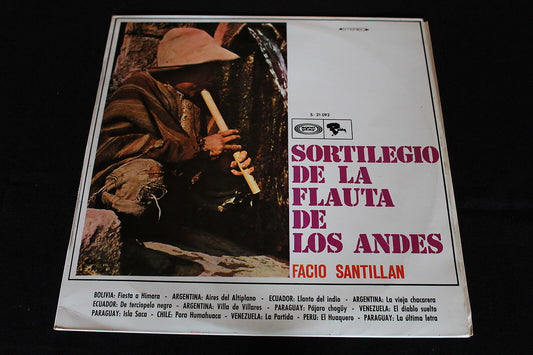 STEREO
S - 21.093
SORTILEGIO
DE LA
FLAUTA
DE
LOS ANDES
FACIO SANTILLAN
BOLIVIA: Fiesta a Himara - ARGENTINA: Aires del Altiplano - ECUADOR: Llanto del indio - ARGENTINA: La vieja chacarera
ECUADOR: De terciopelo negro - ARGENTINA: Villa de Villares - PARAGUAY: Pájaro chogüy - VENEZUELA: El diablo suelto
PARAGUAY: Isla Saca - CHILE: Para Humahuaca - VENEZUELA: La Partida - PERU: El Huaquero - PARAGUAY: La última letra